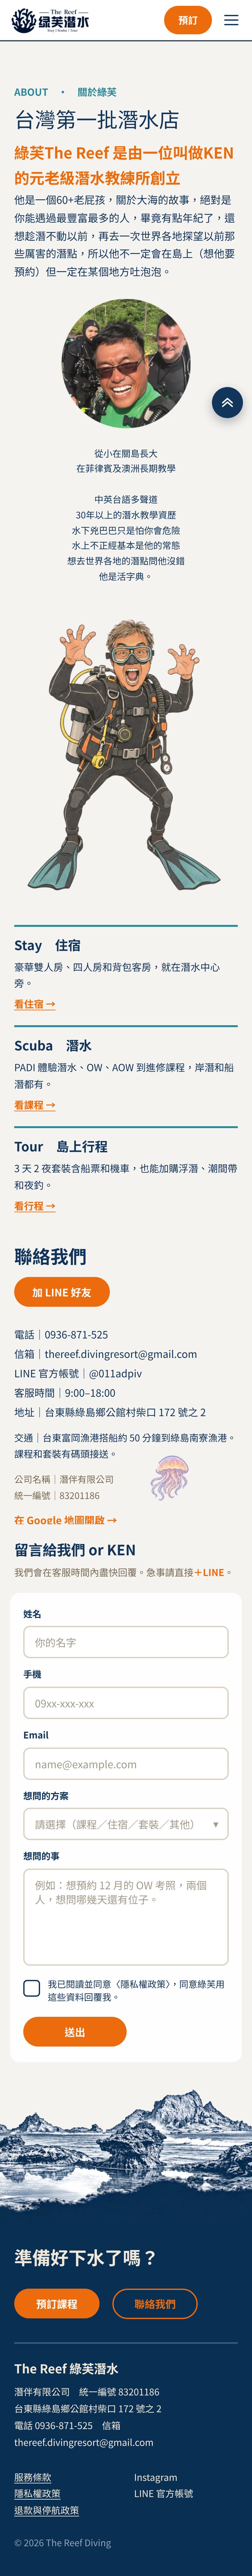 The Reef
綠芙潛水
Stay | Scuba | Tour
預訂
ABOUT ・ 關於綠芙
台灣第一批潛水店
綠芙The Reef 是由一位叫做KEN
的元老級潛水教練所創立
他是一個60+老屁孩，關於大海的故事，絕對是
你能遇過最豐富最多的人，畢竟有點年紀了，還
想趁潛不動以前，再去一次世界各地探望以前那
些厲害的潛點，所以他不一定會在島上（想他要
預約）但一定在某個地方吐泡泡。
從小在關島長大
在菲律賓及澳洲長期教學
中英台語多聲道
30年以上的潛水教學資歷
水下兇巴巴只是怕你會危險
水上不正經基本是他的常態
想去世界各地的潛點問他沒錯
他是活字典。
Stay 住宿
豪華雙人房、四人房和背包客房，就在潛水中心
旁。
看住宿 →
Scuba 潛水
PADI 體驗潛水、OW、AOW 到進修課程，岸潛和船
潛都有。
看課程 →
Tour 島上行程
3 天 2 夜套裝含船票和機車，也能加購浮潛、潮間帶
和夜釣。
看行程 →
聯絡我們
加 LINE 好友
電話｜0936-871-525
信箱｜thereef.divingresort@gmail.com
LINE 官方帳號｜@011adpiv
客服時間｜9:00–18:00
地址｜台東縣綠島鄉公館村柴口 172 號之 2
交通｜台東富岡漁港搭船約 50 分鐘到綠島南寮漁港。
課程和套裝有碼頭接送。
公司名稱｜潛伴有限公司
統一編號｜83201186
在 Google 地圖開啟 →
留言給我們 or KEN
我們會在客服時間內盡快回覆。急事請直接＋LINE。
姓名
你的名字
手機
09xx-xxx-xxx
Email
name@example.com
想問的方案
請選擇（課程／住宿／套裝／其他） ▼
想問的事
例如：想預約 12 月的 OW 考照，兩個
人，想問哪幾天還有位子。
我已閱讀並同意〈隱私權政策〉，同意綠芙用
這些資料回覆我。
送出
準備好下水了嗎？
預訂課程
聯絡我們
The Reef 綠芙潛水
潛伴有限公司 統一編號 83201186
台東縣綠島鄉公館村柴口 172 號之 2
電話 0936-871-525 信箱
thereef.divingresort@gmail.com
服務條款
隱私權政策
退款與停航政策
Instagram
LINE 官方帳號
© 2026 The Reef Diving